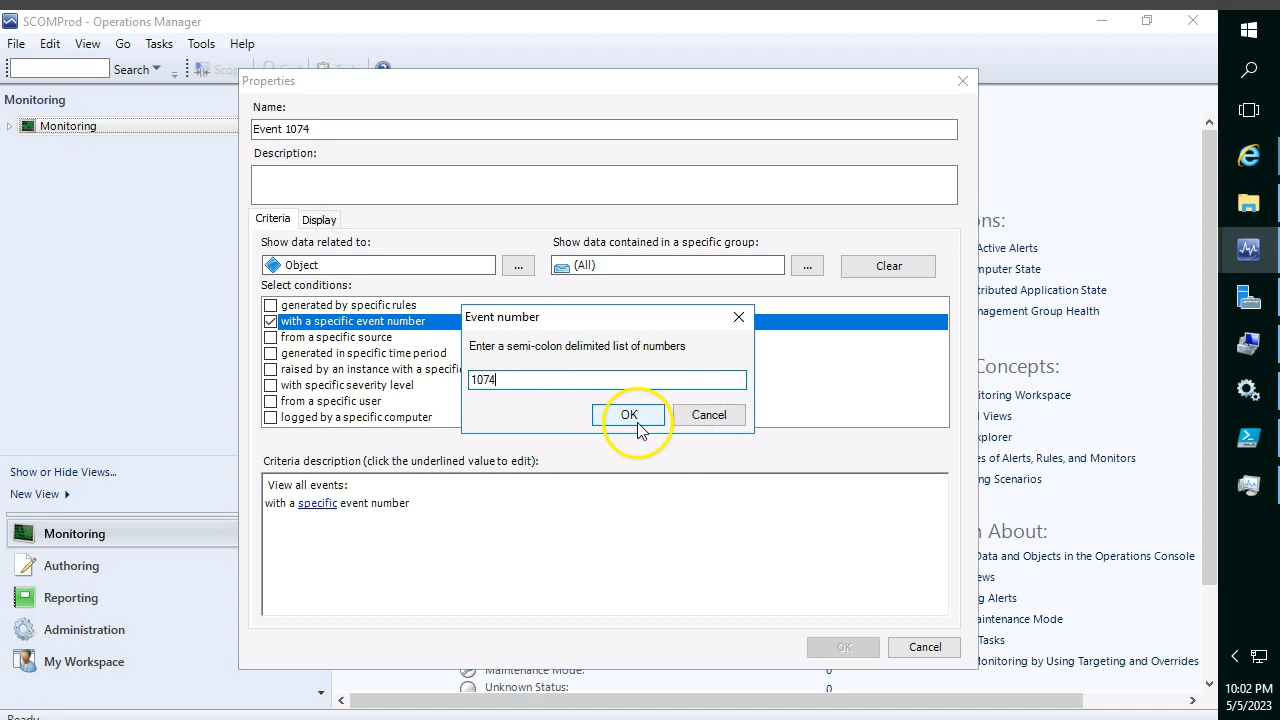 SCOMProd - Operations Manager
File Edit View Go Tasks Tools Help
Search
Monitoring
Monitoring
Show or Hide Views...
New View
Monitoring
Authoring
Reporting
Administration
My Workspace
Ready
Properties
Name:
Event 1074
Description:
Criteria Display
Show data related to: Show data contained in a specific group:
Object ... (All) ... Clear
Select conditions:
generated by specific rules
with a specific event number
from a specific source
generated in specific time period
raised by an instance with a specific
with specific severity level
from a specific user
logged by a specific computer
Event number
Enter a semi-colon delimited list of numbers
1074
OK Cancel
Criteria description (click the underlined value to edit):
View all events:
with a specific event number
OK Cancel
Maintenance Mode: 0
Unknown Status: 0
ons:
Active Alerts
mputer State
tributed Application State
nagement Group Health
Concepts:
Monitoring Workspace
l Views
xplorer
es of Alerts, Rules, and Monitors
ing Scenarios
n About:
Data and Objects in the Operations Console
ews
ng Alerts
aintenance Mode
Tasks
Monitoring by Using Targeting and Overrides
10:02 PM
5/5/2023